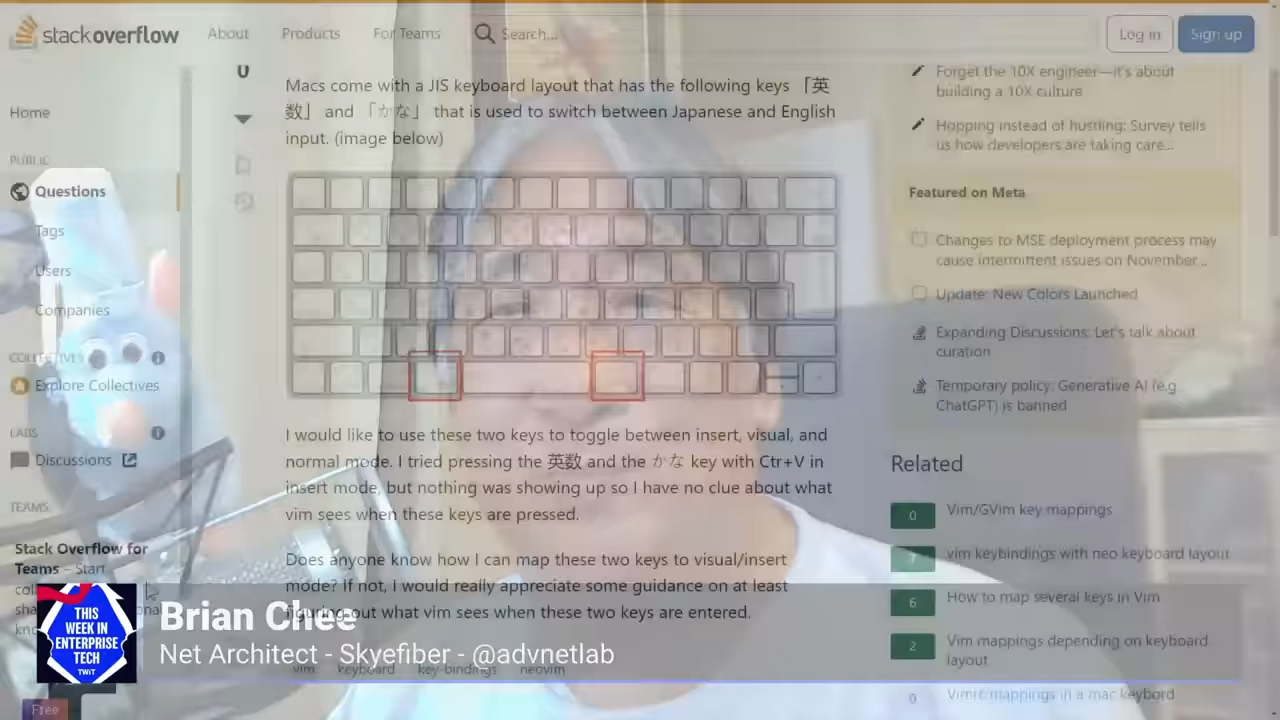 stackoverflow
About
Products
For Teams
Search...
Log in
Sign up
Home
PUBLIC
Questions
Tags
Users
Companies
COLLECTIVES
Explore Collectives
LABS
Discussions
TEAMS
Stack Overflow for
Teams – Start
Free
0
Macs come with a JIS keyboard layout that has the following keys 「英
数」 and 「かな」 that is used to switch between Japanese and English
input. (image below)
I would like to use these two keys to toggle between insert, visual, and
normal mode. I tried pressing the 英数 and the かな key with Ctr+V in
insert mode, but nothing was showing up so I have no clue about what
vim sees when these keys are pressed.
Does anyone know how I can map these two keys to visual/insert
mode? If not, I would really appreciate some guidance on at least
figuring out what vim sees when these two keys are entered.
vim keyboard key-bindings neovim
Forget the 10X engineer—it's about
building a 10X culture
Hopping instead of hustling: Survey tells
us how developers are taking care...
Featured on Meta
Changes to MSE deployment process may
cause intermittent issues on November...
Update: New Colors Launched
Expanding Discussions: Let's talk about
curation
Temporary policy: Generative AI (e.g.
ChatGPT) is banned
Related
0 Vim/GVim key mappings
7 vim keybindings with neo keyboard layout
6 How to map several keys in Vim
2 Vim mappings depending on keyboard
layout
0 Vimrc mappings in a mac keybord
THIS
WEEK IN
ENTERPRISE
TECH
TWiT
Brian Chee
Net Architect - Skyefiber - @advnetlab